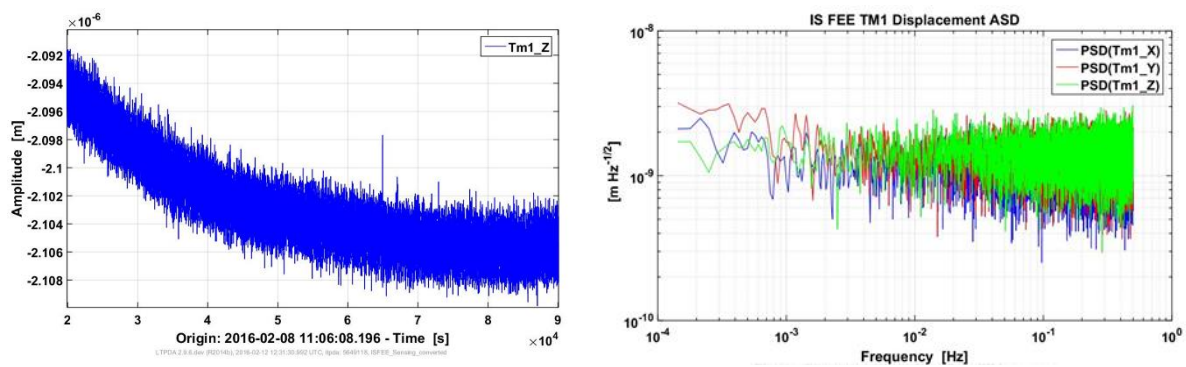 ×10⁻⁶
Tm1_Z
-2.092
-2.094
-2.096
-2.098
-2.1
-2.102
-2.104
-2.106
-2.108
Amplitude [m]
2 3 4 5 6 7 8 9
×10⁴
Origin: 2016-02-08 11:06:08.196 - Time [s]
IS FEE TM1 Displacement ASD
PSD(Tm1_X)
PSD(Tm1_Y)
PSD(Tm1_Z)
10⁻⁸
10⁻⁹
10⁻¹⁰
[m Hz⁻¹/²]
10⁻⁴ 10⁻³ 10⁻² 10⁻¹ 10⁰
Frequency [Hz]